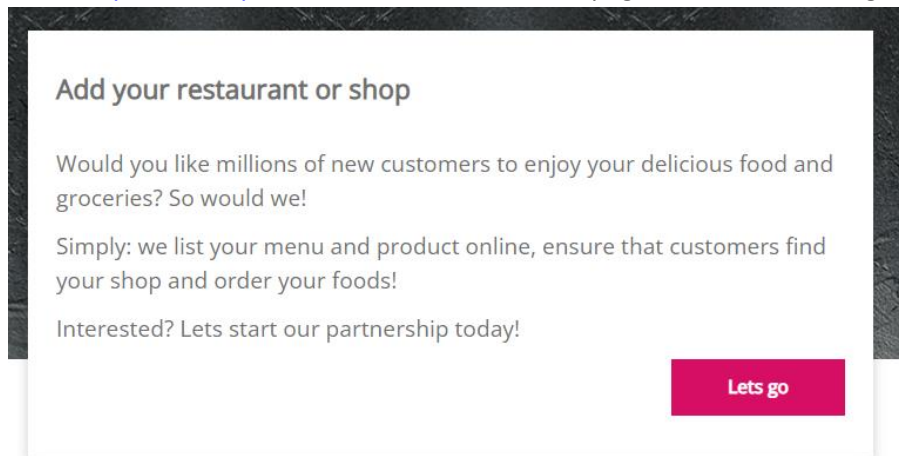 Add your restaurant or shop
Would you like millions of new customers to enjoy your delicious food and
groceries? So would we!
Simply: we list your menu and product online, ensure that customers find
your shop and order your foods!
Interested? Lets start our partnership today!
Lets go